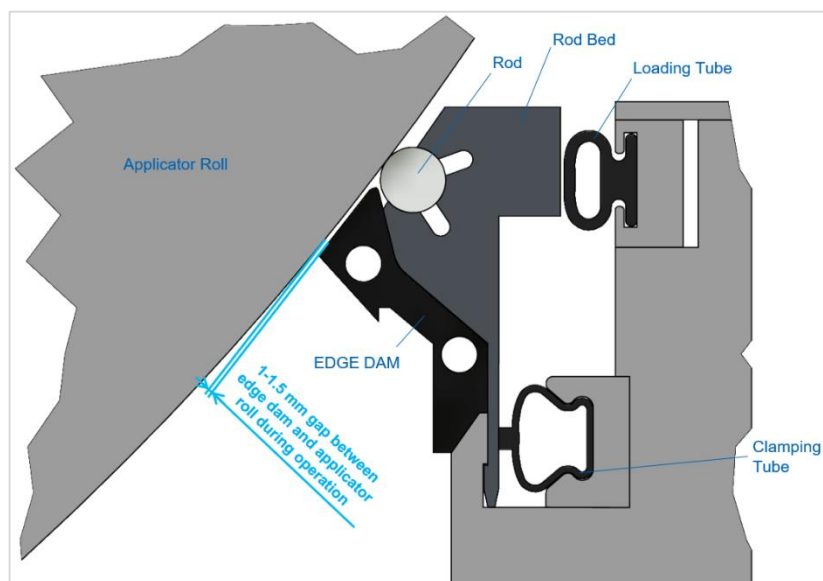 Rod Bed
Rod
Loading Tube
Applicator Roll
EDGE DAM
1-1.5 mm gap between
edge dam and applicator
roll during operation
Clamping
Tube